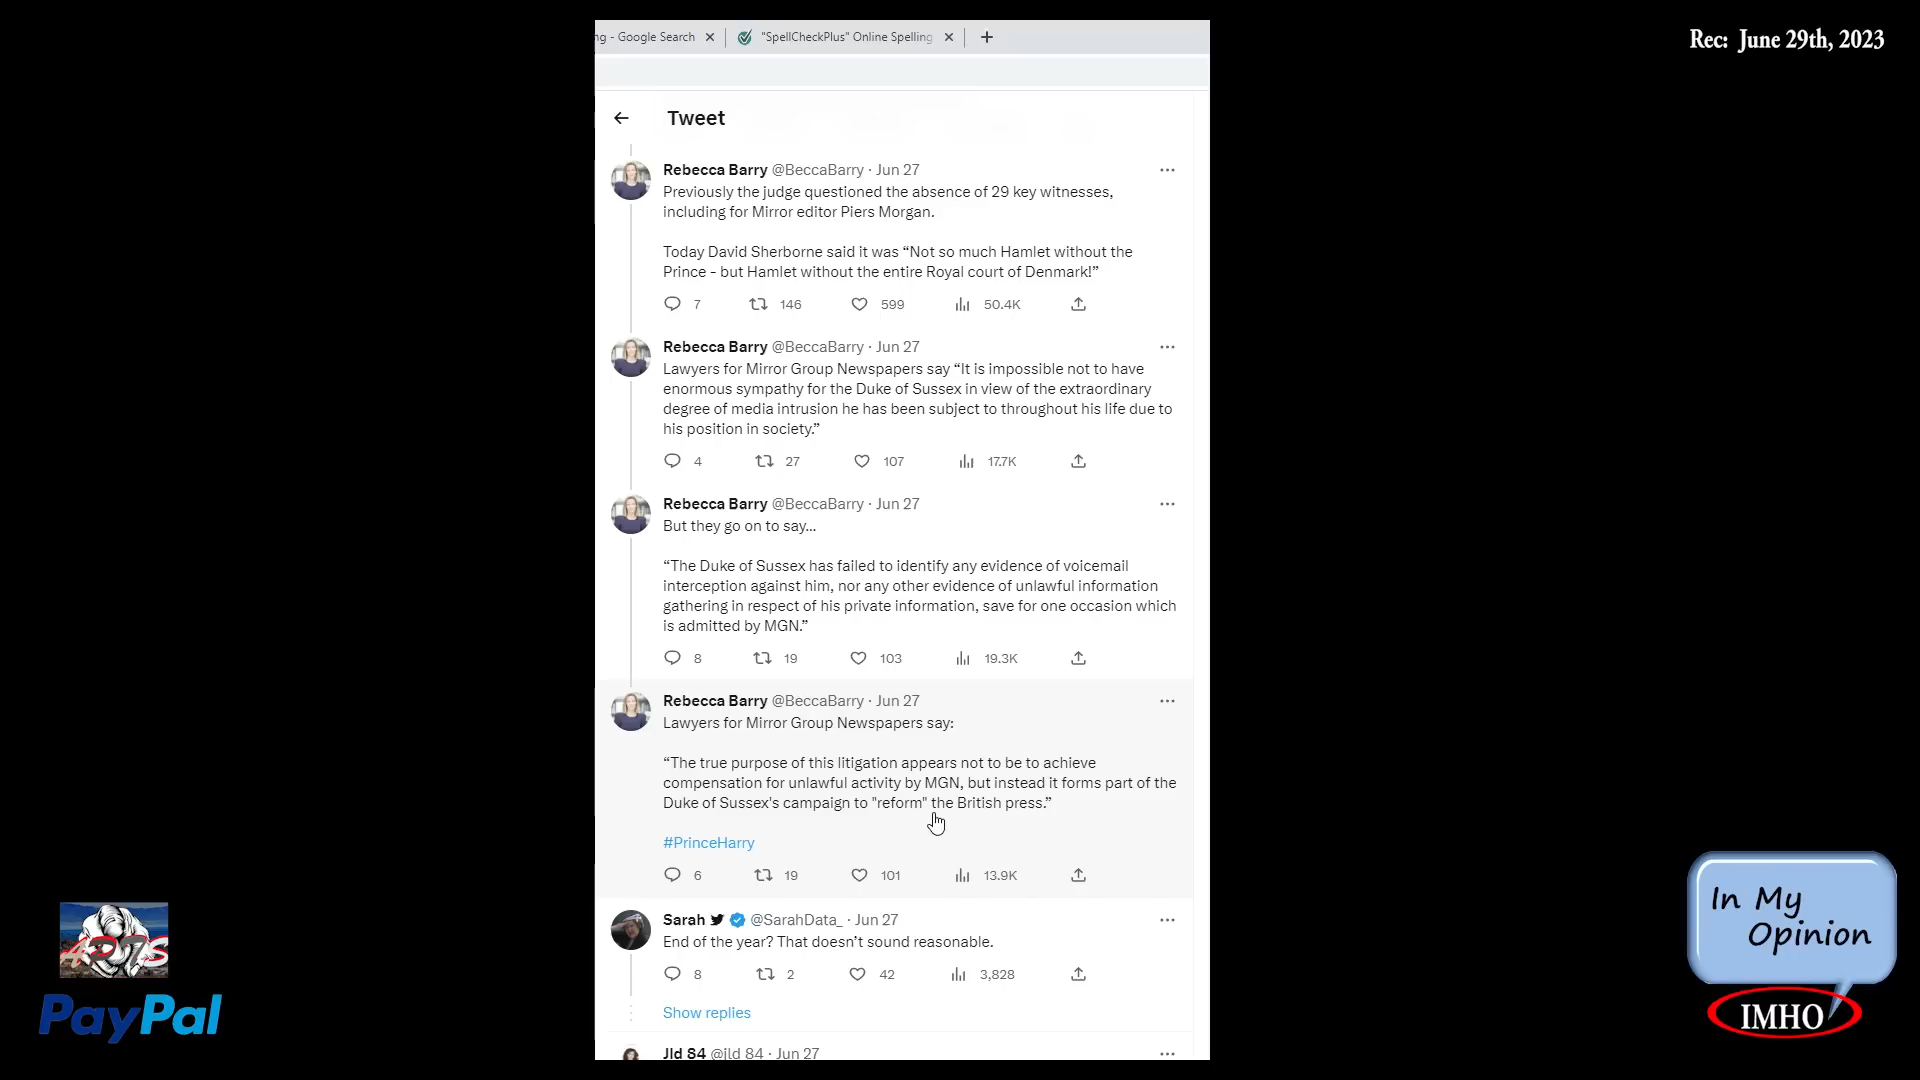 ng - Google Search
"SpellCheckPlus" Online Spelling
Rec: June 29th, 2023
Tweet
Rebecca Barry @BeccaBarry · Jun 27
Previously the judge questioned the absence of 29 key witnesses,
including for Mirror editor Piers Morgan.
Today David Sherborne said it was “Not so much Hamlet without the
Prince - but Hamlet without the entire Royal court of Denmark!”
7 146 599 50.4K
Rebecca Barry @BeccaBarry · Jun 27
Lawyers for Mirror Group Newspapers say “It is impossible not to have
enormous sympathy for the Duke of Sussex in view of the extraordinary
degree of media intrusion he has been subject to throughout his life due to
his position in society.”
4 27 107 17.7K
Rebecca Barry @BeccaBarry · Jun 27
But they go on to say...
“The Duke of Sussex has failed to identify any evidence of voicemail
interception against him, nor any other evidence of unlawful information
gathering in respect of his private information, save for one occasion which
is admitted by MGN.”
8 19 103 19.3K
Rebecca Barry @BeccaBarry · Jun 27
Lawyers for Mirror Group Newspapers say:
“The true purpose of this litigation appears not to be to achieve
compensation for unlawful activity by MGN, but instead it forms part of the
Duke of Sussex's campaign to "reform" the British press.”
#PrinceHarry
6 19 101 13.9K
Sarah @SarahData_ · Jun 27
End of the year? That doesn’t sound reasonable.
8 2 42 3,828
Show replies
Jld 84 @jld 84 · Jun 27
PayPal
In My
Opinion
IMHO